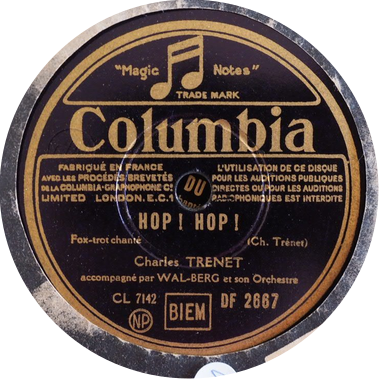 "Magic Notes"
TRADE MARK
Columbia
FABRIQUÉ EN FRANCE
AVEC LES PROCÉDÉS BREVETÉS
DE LA COLUMBIA-GRAPHOPHONE Cº
LIMITED LONDON.E.C.1
L'UTILISATION DE CE DISQUE
POUR LES AUDITIONS PUBLIQUES
DIRECTES OU POUR LES AUDITIONS
RADIOPHONIQUES EST INTERDITE
DU
HOP! HOP!
Fox-trot chanté
(Ch. Trénet)
Charles TRENET
accompagné par WAL-BERG et son Orchestre
CL 7142
DF 2667
NP
BIEM